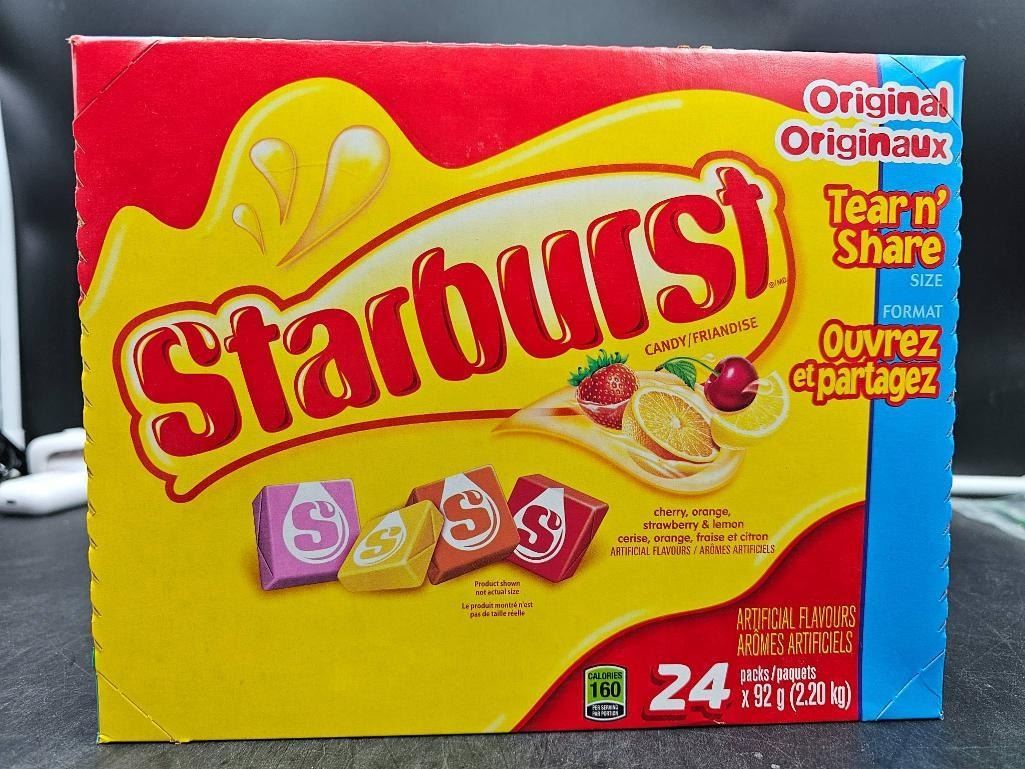 Original
Originaux
Tear n'
Share
SIZE
FORMAT
Ouvrez
et partagez
Starburst
®/MD
CANDY/FRIANDISE
S
S
S
S
cherry, orange,
strawberry & lemon
cerise, orange, fraise et citron
ARTIFICIAL FLAVOURS / ARÔMES ARTIFICIELS
Product shown
not actual size
Le produit montré n'est
pas de taille réelle
ARTIFICIAL FLAVOURS
ARÔMES ARTIFICIELS
CALORIES
160
PER SERVING
PAR PORTION
24 packs/paquets
x 92 g (2.20 kg)